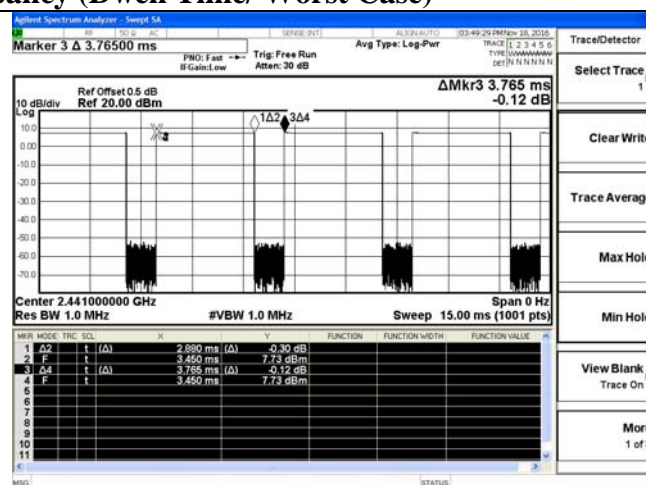 pancy (Dwell Time/ Worst Case)
Agilent Spectrum Analyzer - Swept SA
RF 50 Ω AC SENSE:INT ALIGN AUTO 03:49:29 PM Nov 18, 2016
Marker 3 Δ 3.76500 ms
PNO: Fast
IFGain:Low
Trig: Free Run
Atten: 30 dB
Avg Type: Log-Pwr
TRACE 1 2 3 4 5 6
TYPE
DET N N N N N N
Trace/Detector
Select Trace
1
Clear Write
Trace Average
Max Hold
Min Hold
View Blank
Trace On
More
1 of
ΔMkr3 3.765 ms
-0.12 dB
Ref Offset 0.5 dB
10 dB/div Ref 20.00 dBm
Log
10.0
0.00
-10.0
-20.0
-30.0
-40.0
-50.0
-60.0
-70.0
1Δ2 3Δ4
Center 2.441000000 GHz Span 0 Hz
Res BW 1.0 MHz #VBW 1.0 MHz Sweep 15.00 ms (1001 pts)
MKR MODE TRC SCL X Y FUNCTION FUNCTION WIDTH FUNCTION VALUE
1 Δ2 t (Δ) 2.880 ms (Δ) -0.30 dB
2 F t 3.450 ms 7.73 dBm
3 Δ4 t (Δ) 3.765 ms (Δ) -0.12 dB
4 F t 3.450 ms 7.73 dBm
5
6
7
8
9
10
11
MSG STATUS